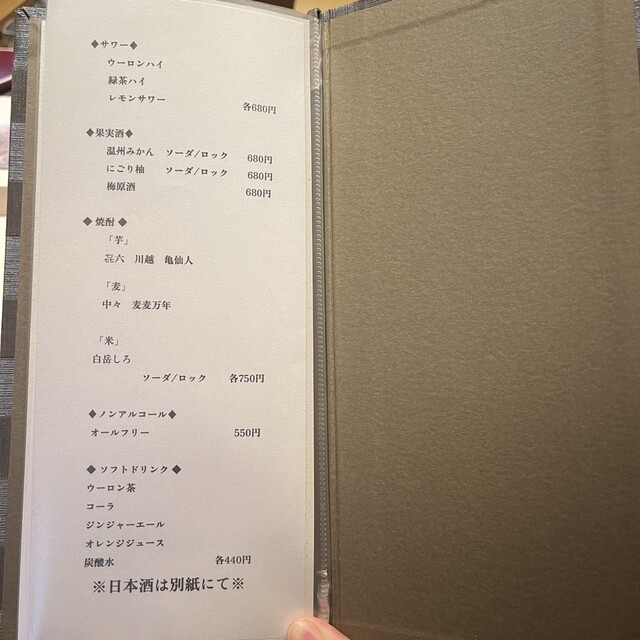 ◆サワー◆
ウーロンハイ
緑茶ハイ
レモンサワー
各680円
◆果実酒◆
温州みかん ソーダ/ロック 680円
にごり柚 ソーダ/ロック 680円
梅原酒 680円
◆ 焼酎 ◆
「芋」
㐂六 川越 亀仙人
「麦」
中々 麦麦万年
「米」
白岳しろ
ソーダ/ロック 各750円
◆ノンアルコール◆
オールフリー 550円
◆ ソフトドリンク ◆
ウーロン茶
コーラ
ジンジャーエール
オレンジジュース
炭酸水 各440円
※日本酒は別紙にて※